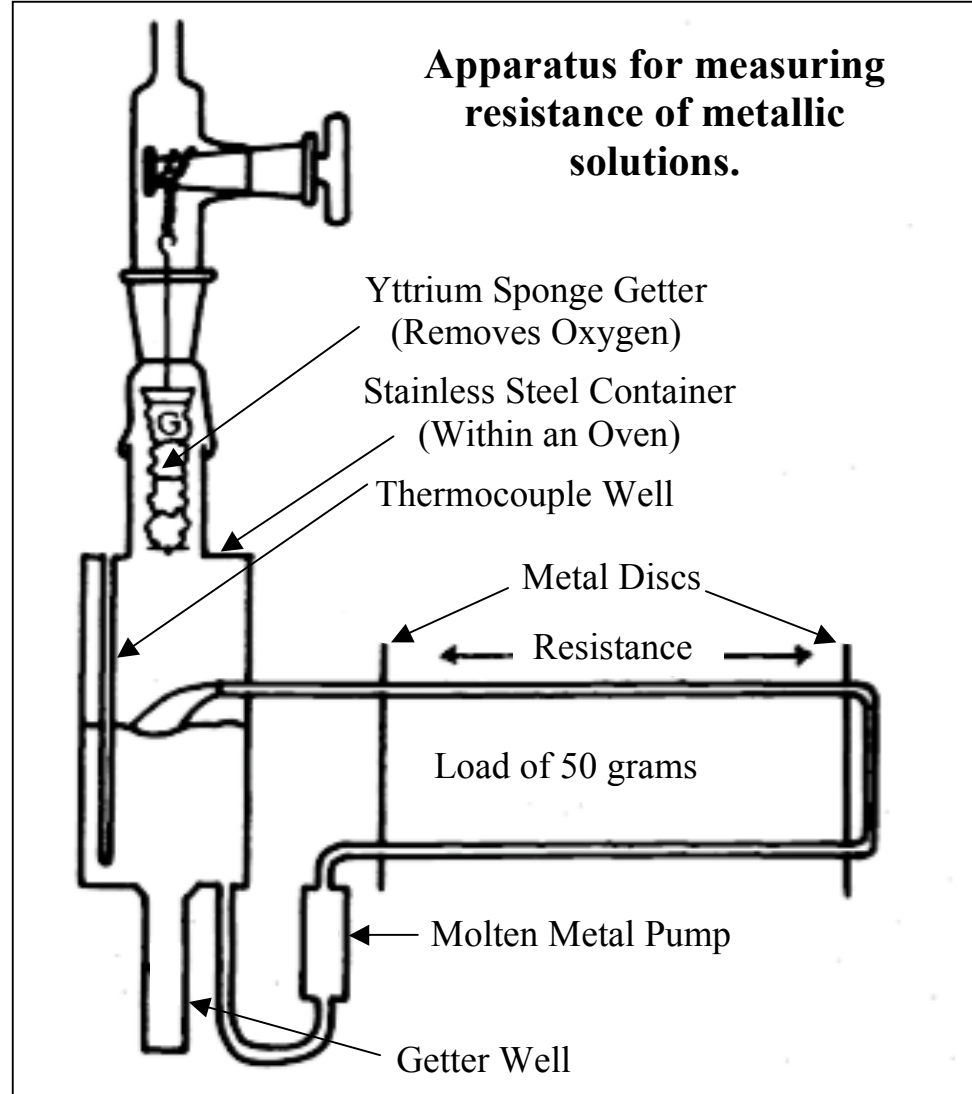 Apparatus for measuring
resistance of metallic
solutions.
Yttrium Sponge Getter
(Removes Oxygen)
Stainless Steel Container
(Within an Oven)
G
Thermocouple Well
Metal Discs
Resistance
Load of 50 grams
Molten Metal Pump
Getter Well